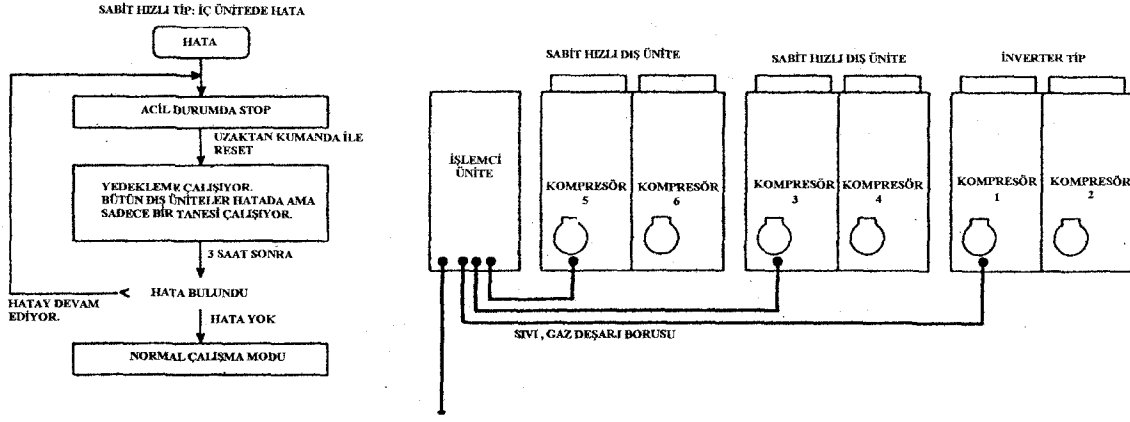 SABİT HIZLI TİP: İÇ ÜNİTEDE HATA
HATA
ACİL DURUMDA STOP
UZAKTAN KUMANDA İLE
RESET
YEDEKLEME ÇALIŞIYOR.
BÜTÜN DIŞ ÜNİTELER HATADA AMA
SADECE BİR TANESİ ÇALIŞIYOR.
3 SAAT SONRA
HATA BULUNDU
HATAY DEVAM
EDİYOR.
HATA YOK
NORMAL ÇALIŞMA MODU
SABİT HIZLI DIŞ ÜNİTE
SABİT HIZLI DIŞ ÜNİTE
İNVERTER TİP
İŞLEMCİ
ÜNİTE
KOMPRESÖR
5
KOMPRESÖR
6
KOMPRESÖR
3
KOMPRESÖR
4
KOMPRESÖR
1
KOMPRESÖR
2
SIVI, GAZ DEŞARJ BORUSU